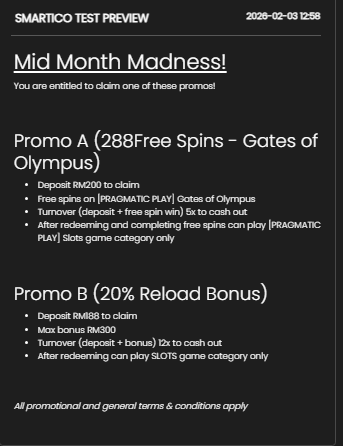 SMARTICO TEST PREVIEW
2026-02-03 12:58
Mid Month Madness!
You are entitled to claim one of these promos!
Promo A (288Free Spins - Gates of
Olympus)
• Deposit RM200 to claim
• Free spins on [PRAGMATIC PLAY] Gates of Olympus
• Turnover (deposit + free spin win) 5x to cash out
• After redeeming and completing free spins can play [PRAGMATIC
PLAY] Slots game category only
Promo B (20% Reload Bonus)
• Deposit RM188 to claim
• Max bonus RM300
• Turnover (deposit + bonus) 12x to cash out
• After redeeming can play SLOTS game category only
All promotional and general terms & conditions apply